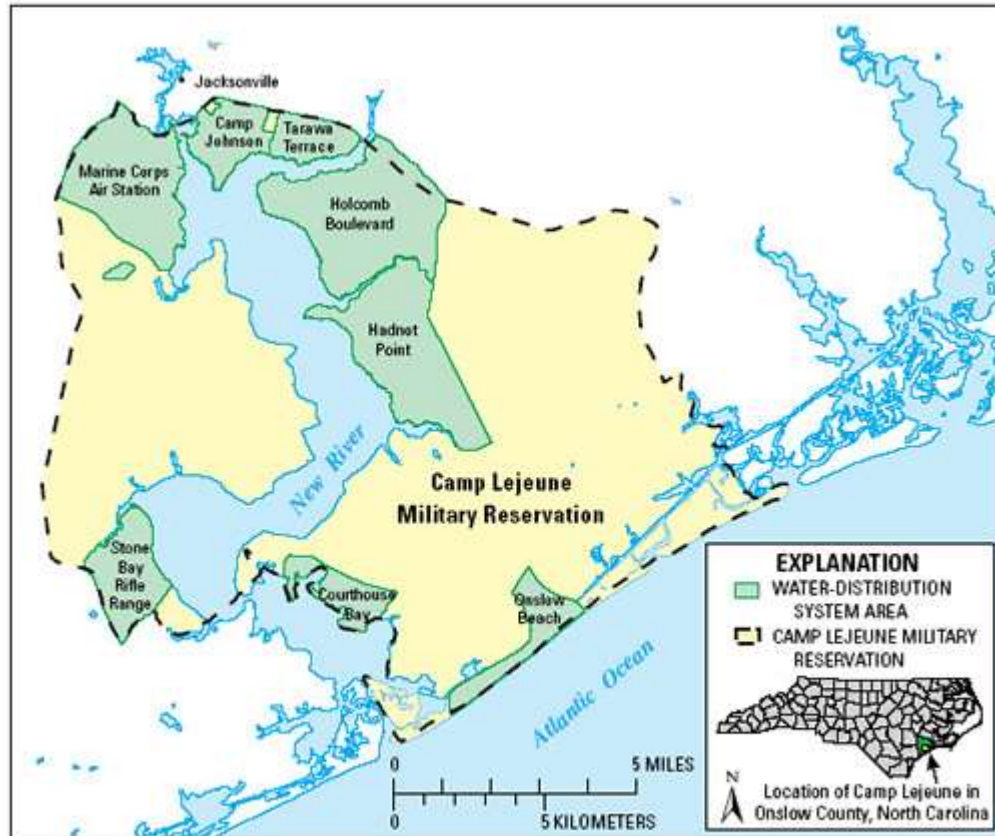 Jacksonville
Camp
Johnson
Tarawa
Terrace
Marine Corps
Air Station
Holcomb
Boulevard
Hadnot
Point
New River
Camp Lejeune
Military Reservation
Stone
Bay
Rifle
Range
Courthouse
Bay
Onslow
Beach
Atlantic Ocean
EXPLANATION
WATER-DISTRIBUTION
SYSTEM AREA
CAMP LEJEUNE MILITARY
RESERVATION
N
Location of Camp Lejeune in
Onslow County, North Carolina
0 5 MILES
0 5 KILOMETERS